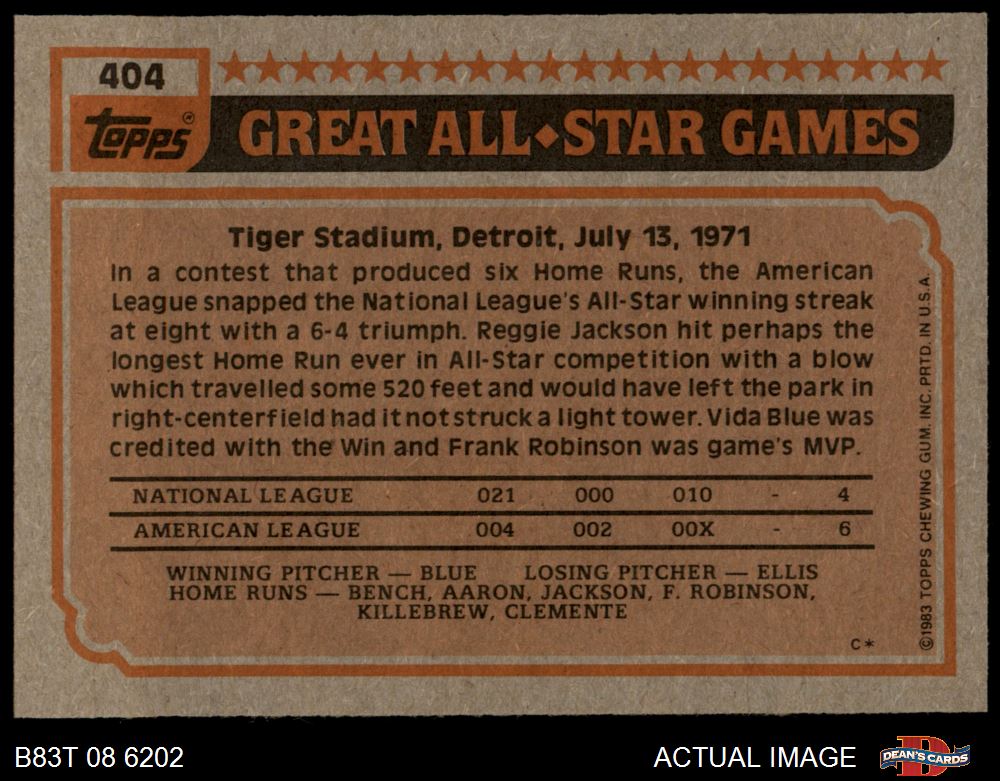 404
topps®
GREAT ALL◆STAR GAMES
Tiger Stadium, Detroit, July 13, 1971
In a contest that produced six Home Runs, the American
League snapped the National League's All-Star winning streak
at eight with a 6-4 triumph. Reggie Jackson hit perhaps the
longest Home Run ever in All-Star competition with a blow
which travelled some 520 feet and would have left the park in
right-centerfield had it not struck a light tower. Vida Blue was
credited with the Win and Frank Robinson was game's MVP.
NATIONAL LEAGUE 021 000 010 - 4
AMERICAN LEAGUE 004 002 00X - 6
WINNING PITCHER — BLUE LOSING PITCHER — ELLIS
HOME RUNS — BENCH, AARON, JACKSON, F. ROBINSON,
KILLEBREW, CLEMENTE
C*
©1983 TOPPS CHEWING GUM. INC. PRTD. IN U.S.A.
B83T 08 6202
ACTUAL IMAGE
DEAN'S CARDS